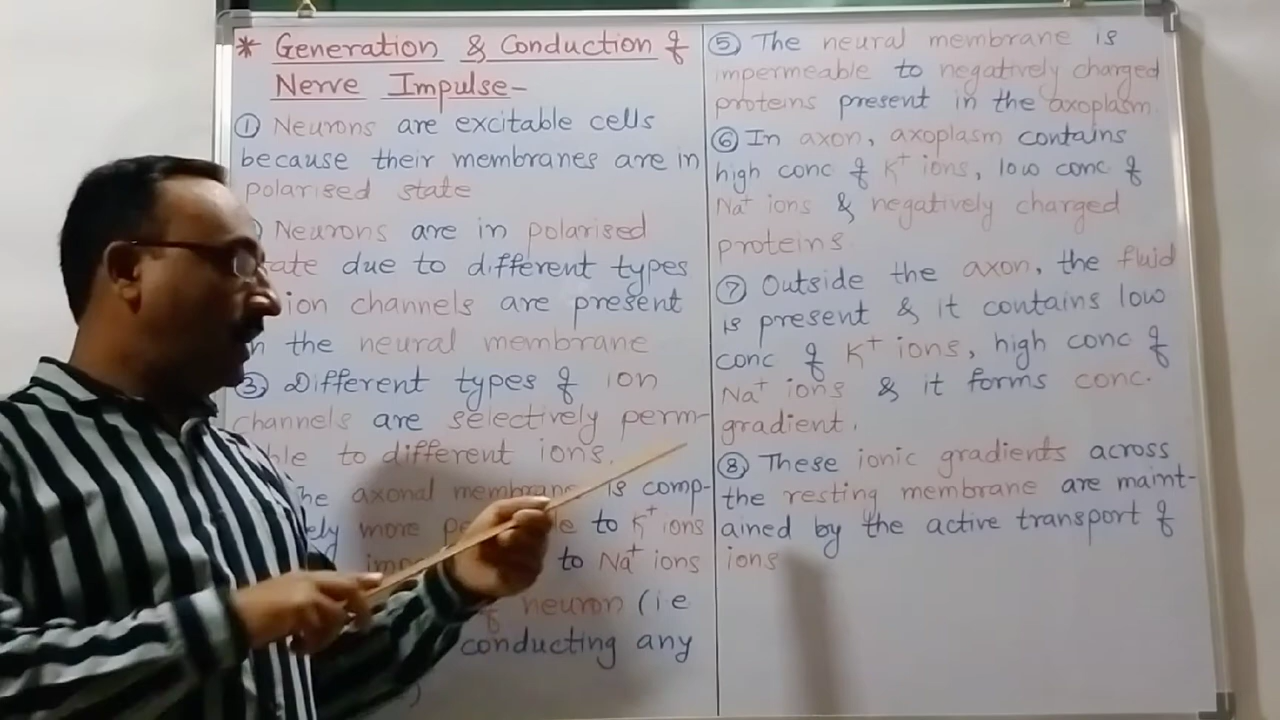 * Generation & Conduction of
Nerve Impulse-
① Neurons are excitable cells
because their membranes are in
polarised state
Neurons are in polarised
ate due to different types
ion channels are present
the neural membrane
③ Different types of ion
channels are selectively perm-
ble to different ions.
he axonal membrane is comp-
ely more to K⁺ ions
to Na⁺ ions
of neuron (i.e
conducting any
⑤ The neural membrane is
impermeable to negatively charged
proteins present in the axoplasm
⑥ In axon, axoplasm contains
high conc of K⁺ ions, low conc of
Na⁺ ions & negatively charged
proteins
⑦ Outside the axon, the fluid
is present & it contains low
conc of K⁺ ions, high conc of
Na⁺ ions & it forms conc.
gradient.
⑧ These ionic gradients across
the resting membrane are maint-
ained by the active transport of
ions